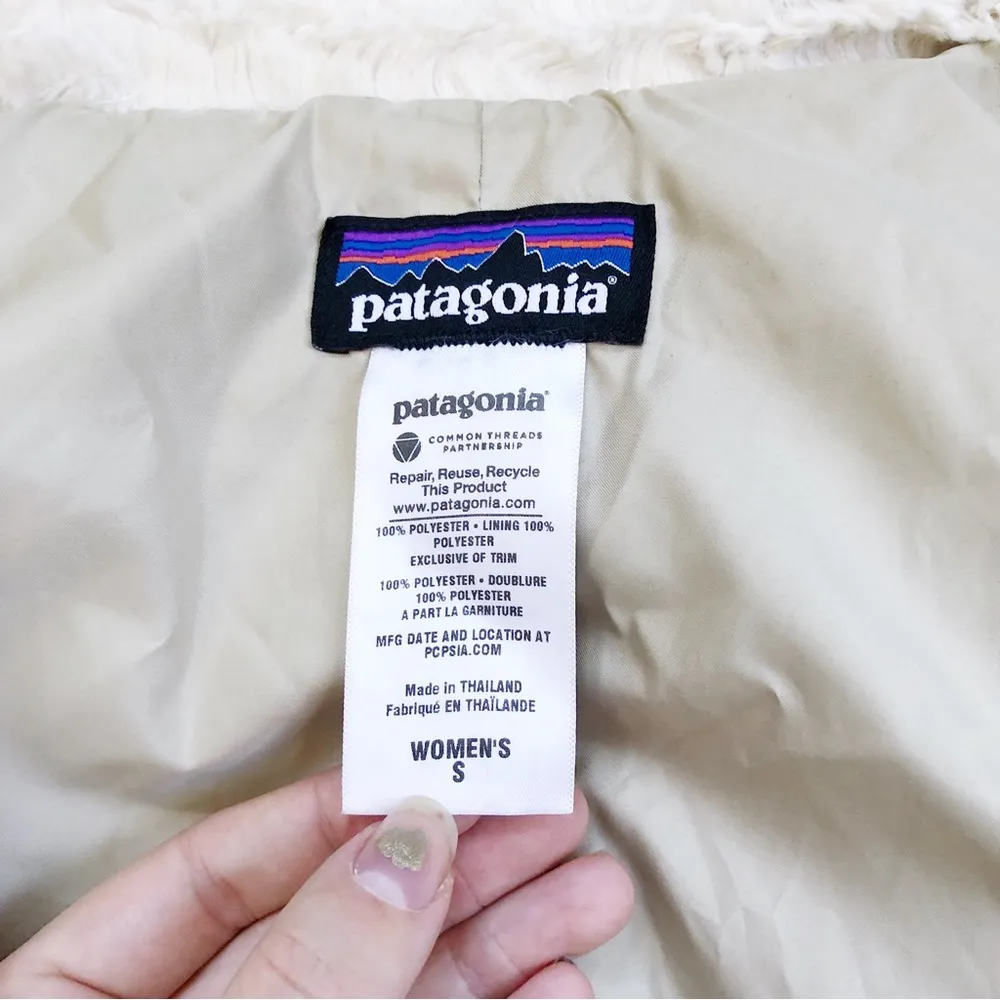 patagonia®
patagonia®
COMMON THREADS
PARTNERSHIP
Repair, Reuse, Recycle
This Product
www.patagonia.com
100% POLYESTER • LINING 100%
POLYESTER
EXCLUSIVE OF TRIM
100% POLYESTER • DOUBLURE
100% POLYESTER
A PART LA GARNITURE
MFG DATE AND LOCATION AT
PCPSIA.COM
Made in THAILAND
Fabriqué EN THAÏLANDE
WOMEN'S
S